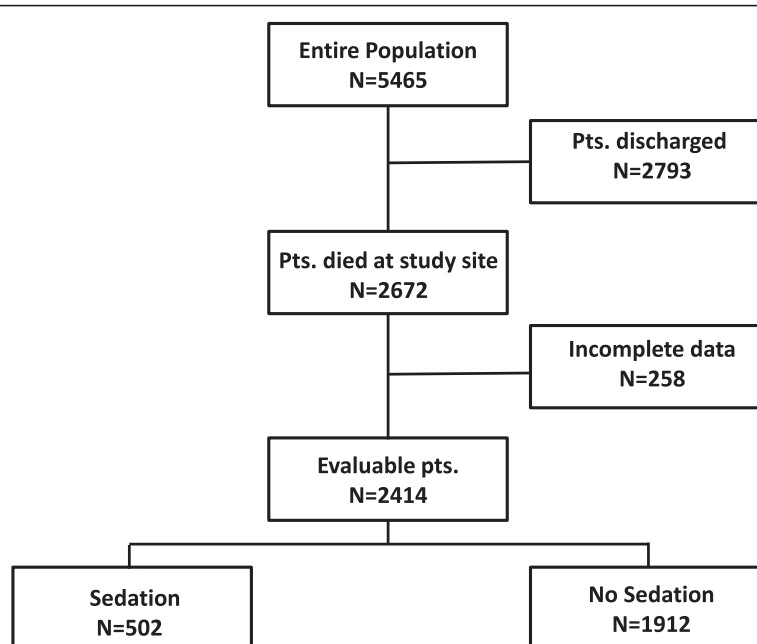 Entire Population
N=5465
Pts. discharged
N=2793
Pts. died at study site
N=2672
Incomplete data
N=258
Evaluable pts.
N=2414
Sedation
N=502
No Sedation
N=1912